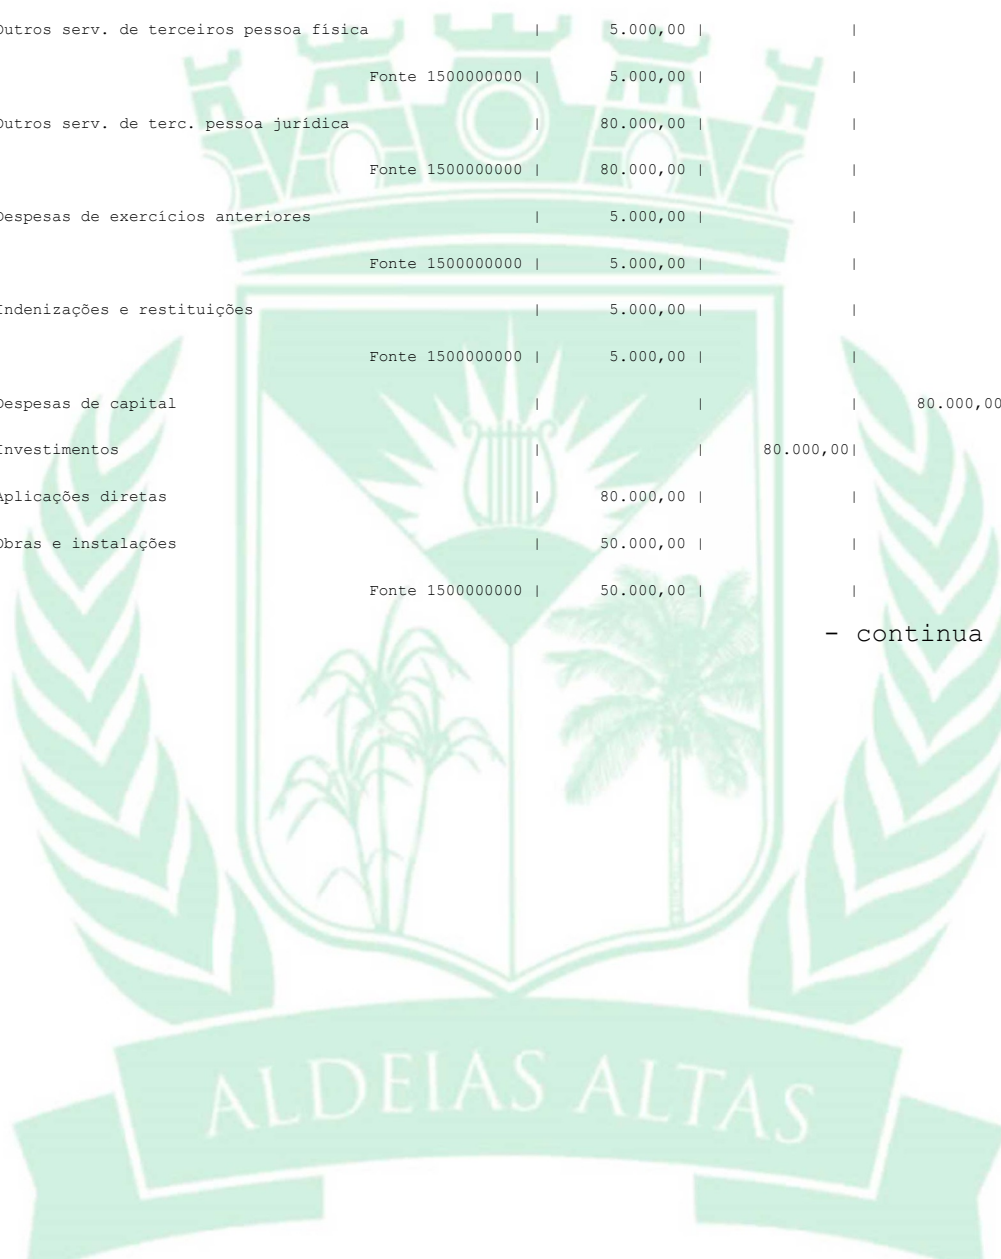 Outros serv. de terceiros pessoa física | 5.000,00 | |
Fonte 1500000000 | 5.000,00 | |
Outros serv. de terc. pessoa jurídica | 80.000,00 | |
Fonte 1500000000 | 80.000,00 | |
Despesas de exercícios anteriores | 5.000,00 | |
Fonte 1500000000 | 5.000,00 | |
Indenizações e restituições | 5.000,00 | |
Fonte 1500000000 | 5.000,00 | |
Despesas de capital | | | 80.000,00
Investimentos | | 80.000,00|
Aplicações diretas | 80.000,00 | |
Obras e instalações | 50.000,00 | |
Fonte 1500000000 | 50.000,00 | |
- continua
ALDEIAS ALTAS